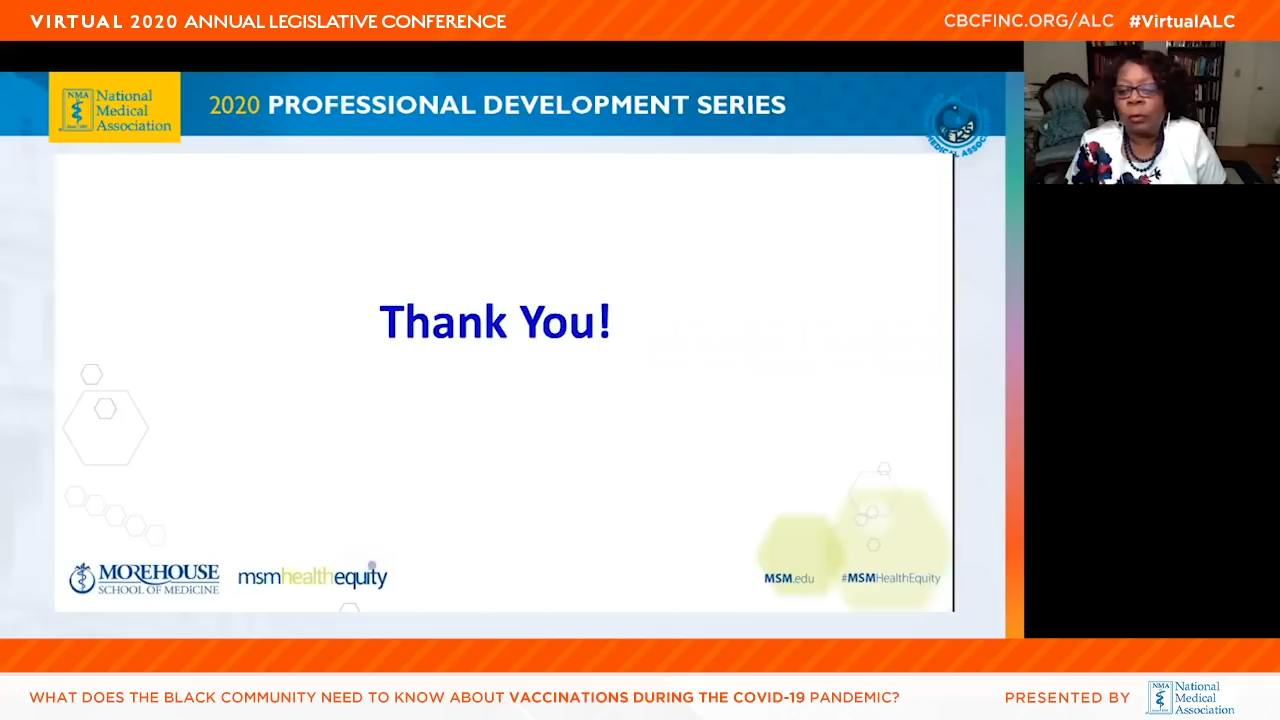 VIRTUAL 2020 ANNUAL LEGISLATIVE CONFERENCE
CBCFINC.ORG/ALC #VirtualALC
NMA
National
Medical
Association
2020 PROFESSIONAL DEVELOPMENT SERIES
Thank You!
MOREHOUSE
SCHOOL OF MEDICINE
msmhealthequity
MSM.edu
#MSMHealthEquity
WHAT DOES THE BLACK COMMUNITY NEED TO KNOW ABOUT VACCINATIONS DURING THE COVID-19 PANDEMIC?
PRESENTED BY
NMA
National
Medical
Association